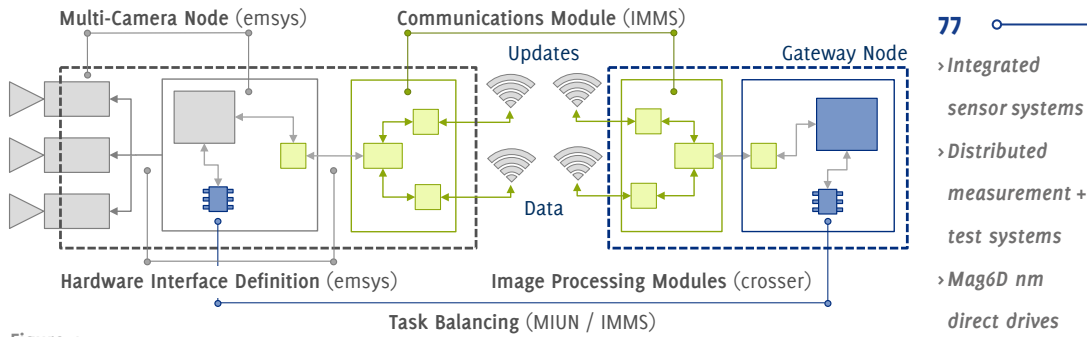 Multi-Camera Node (emsys)
Communications Module (IMMS)
Updates
Gateway Node
Data
Hardware Interface Definition (emsys)
Image Processing Modules (crosser)
Task Balancing (MIUN / IMMS)
77
› Integrated
sensor systems
› Distributed
measurement +
test systems
› Mag6D nm
direct drives